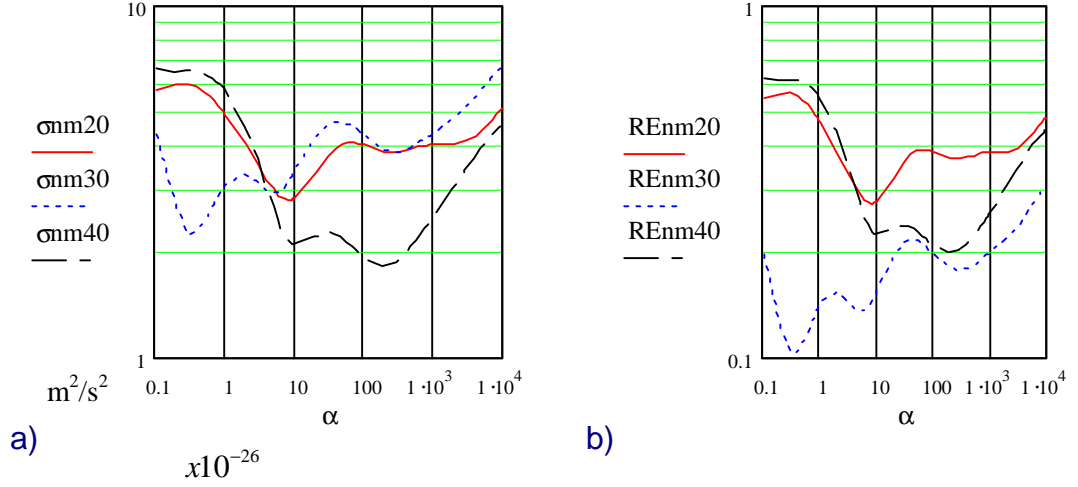 10
σnm20
σnm30
σnm40
1
0.1 1 10 100 1·10³ 1·10⁴
m²/s²
α
a)
x10⁻²⁶
1
REnm20
REnm30
REnm40
0.1
0.1 1 10 100 1·10³ 1·10⁴
α
b)